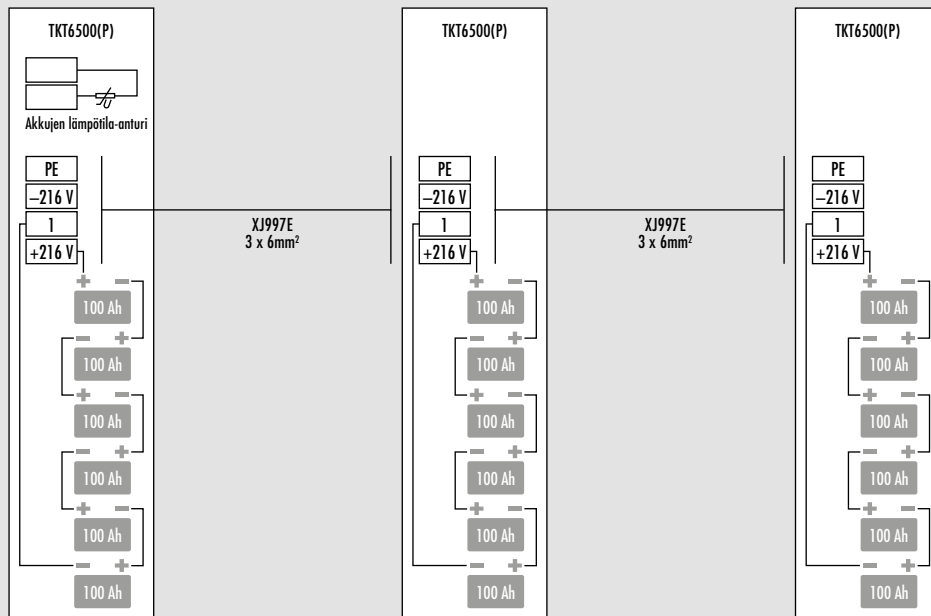 TKT6500(P)
Akkujen lämpötila-anturi
PE
–216 V
1
+216 V
+ –
100 Ah
– +
100 Ah
+ –
100 Ah
– +
100 Ah
+ –
100 Ah
– +
100 Ah
XJ997E
3 x 6mm²
TKT6500(P)
PE
–216 V
1
+216 V
+ –
100 Ah
– +
100 Ah
+ –
100 Ah
– +
100 Ah
+ –
100 Ah
– +
100 Ah
XJ997E
3 x 6mm²
TKT6500(P)
PE
–216 V
1
+216 V
+ –
100 Ah
– +
100 Ah
+ –
100 Ah
– +
100 Ah
+ –
100 Ah
– +
100 Ah